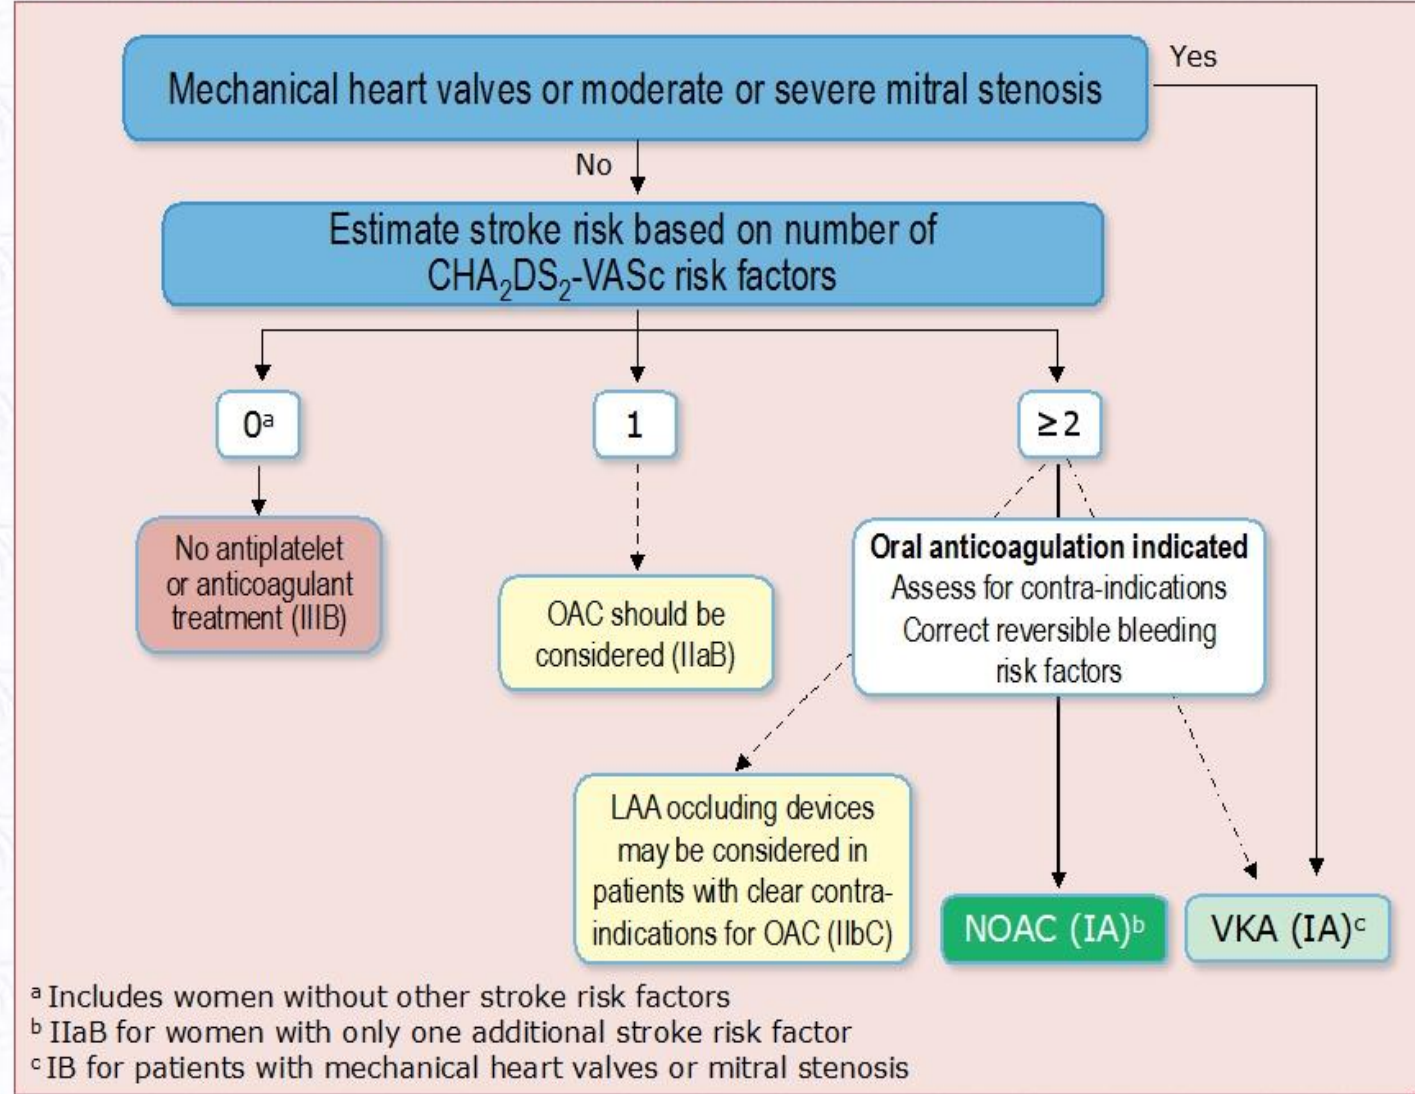 Mechanical heart valves or moderate or severe mitral stenosis
Yes
No
Estimate stroke risk based on number of
CHA₂DS₂-VASc risk factors
0ᵃ
1
≥2
No antiplatelet
or anticoagulant
treatment (IIIB)
OAC should be
considered (IIaB)
Oral anticoagulation indicated
Assess for contra-indications
Correct reversible bleeding
risk factors
LAA occluding devices
may be considered in
patients with clear contra-
indications for OAC (IIbC)
NOAC (IA)ᵇ
VKA (IA)ᶜ
ᵃ Includes women without other stroke risk factors
ᵇ IIaB for women with only one additional stroke risk factor
ᶜ IB for patients with mechanical heart valves or mitral stenosis